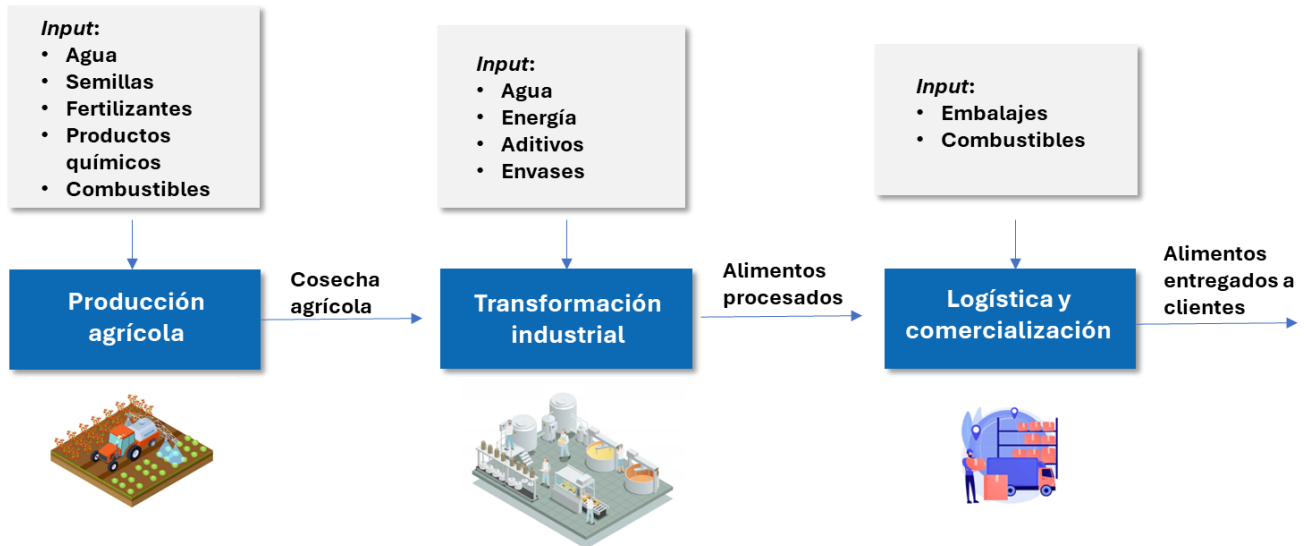 Input:
• Agua
• Semillas
• Fertilizantes
• Productos
químicos
• Combustibles
Input:
• Agua
• Energía
• Aditivos
• Envases
Input:
• Embalajes
• Combustibles
Producción
agrícola
Cosecha
agrícola
Transformación
industrial
Alimentos
procesados
Logística y
comercialización
Alimentos
entregados a
clientes